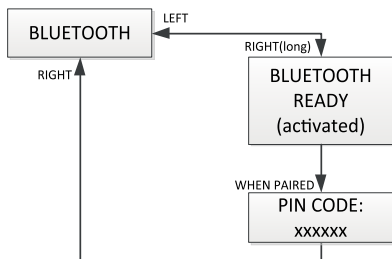 LEFT
BLUETOOTH
RIGHT(long)
RIGHT
BLUETOOTH
READY
(activated)
WHEN PAIRED
PIN CODE:
xxxxxx